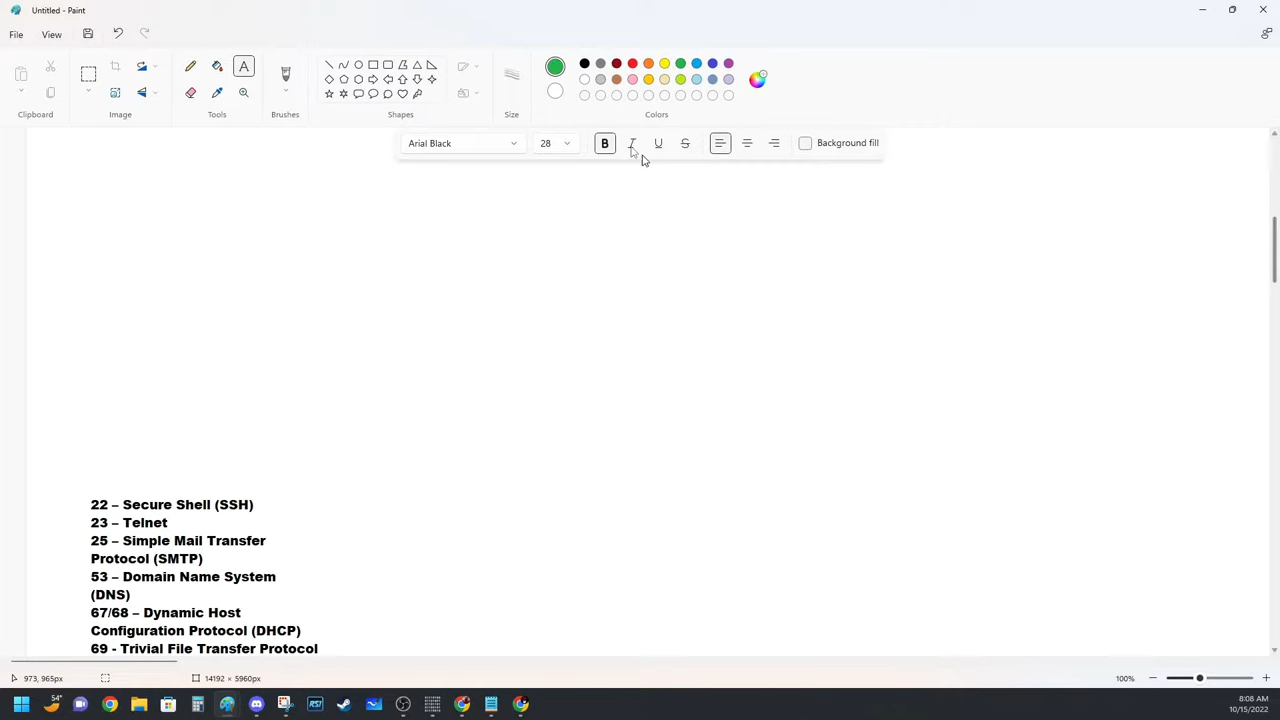 Untitled - Paint
File
View
Clipboard
Image
Tools
Brushes
Shapes
Size
Colors
A
Arial Black
28
B
I
U
S
Background fill
22 – Secure Shell (SSH)
23 – Telnet
25 – Simple Mail Transfer
Protocol (SMTP)
53 – Domain Name System
(DNS)
67/68 – Dynamic Host
Configuration Protocol (DHCP)
69 - Trivial File Transfer Protocol
973, 965px
14192 × 5960px
100%
54°
RSI
8:08 AM
10/15/2022